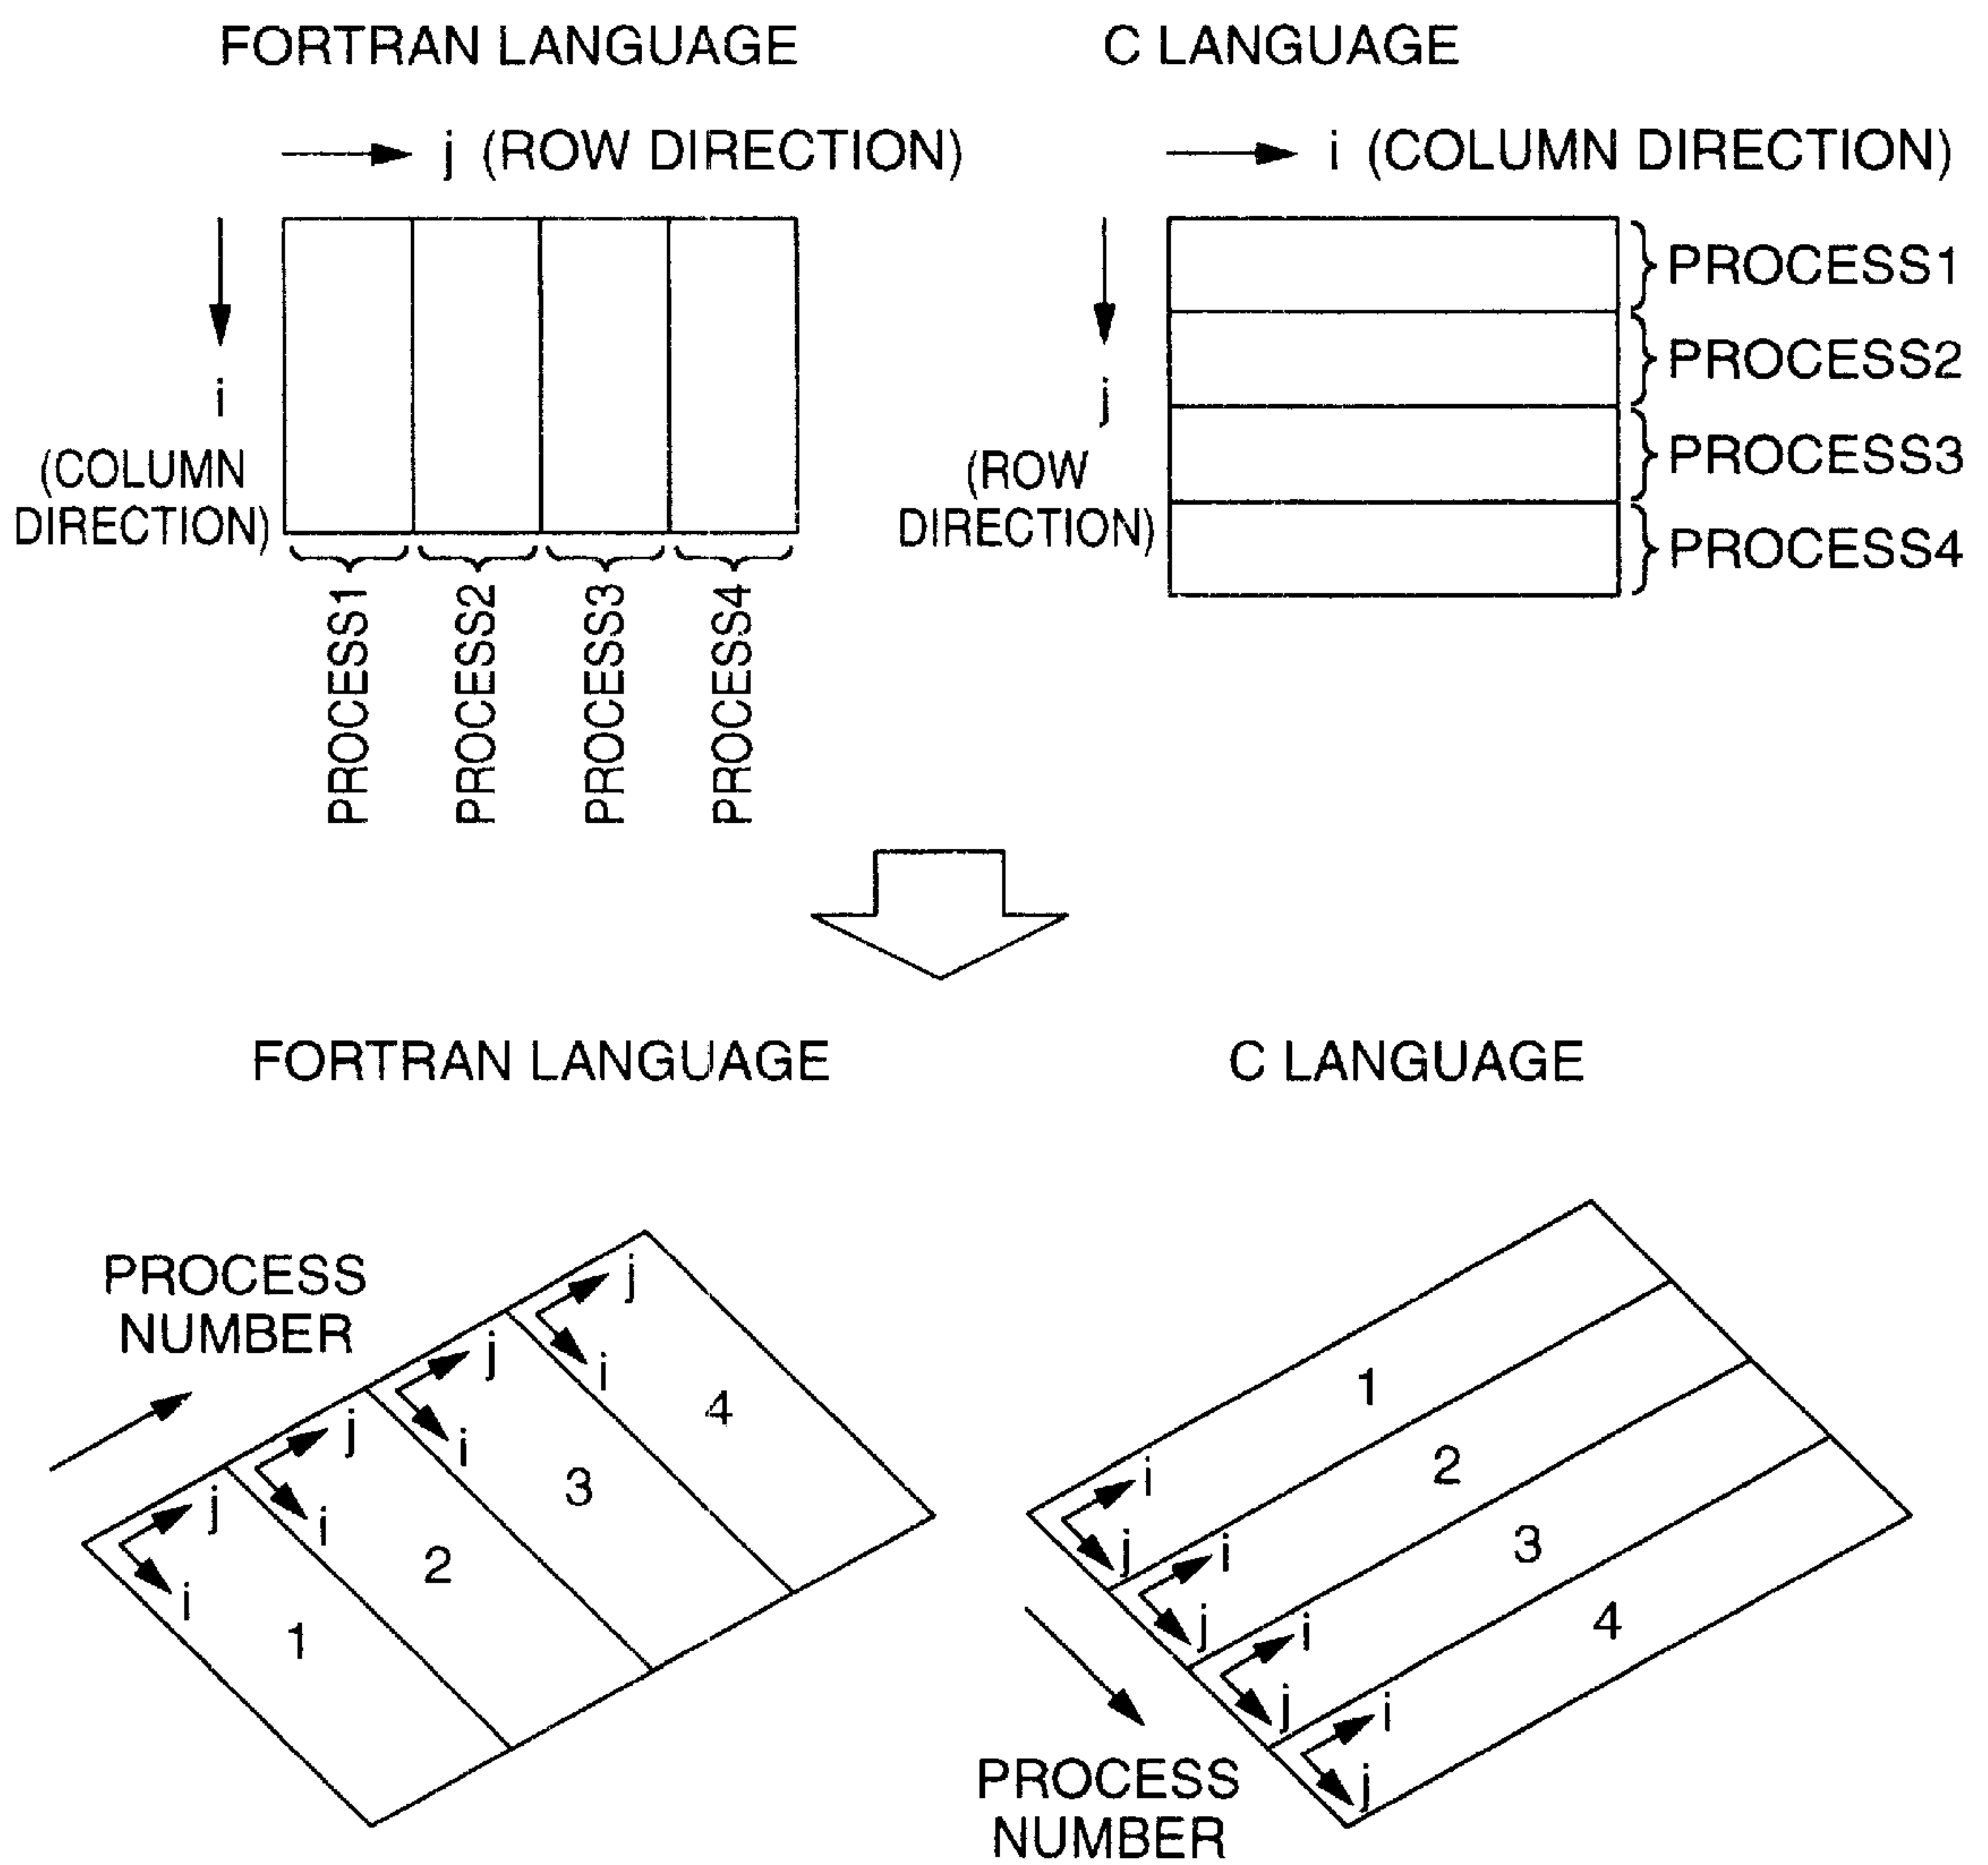 FORTRAN LANGUAGE
j (ROW DIRECTION)
i
(COLUMN
DIRECTION)
PROCESS1
PROCESS2
PROCESS3
PROCESS4
C LANGUAGE
i (COLUMN DIRECTION)
j
(ROW
DIRECTION)
PROCESS1
PROCESS2
PROCESS3
PROCESS4
FORTRAN LANGUAGE
PROCESS
NUMBER
j
i
1
j
i
2
j
i
3
j
i
4
C LANGUAGE
i
j
1
i
j
2
i
j
3
i
j
4
PROCESS
NUMBER